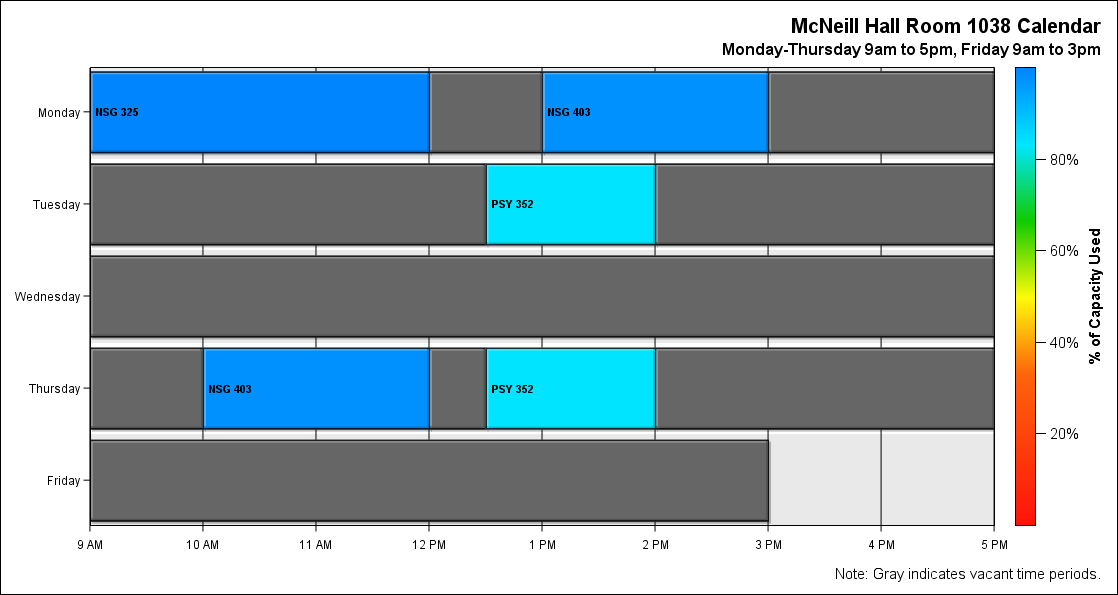 McNeill Hall Room 1038 Calendar
Monday-Thursday 9am to 5pm, Friday 9am to 3pm
Monday
NSG 325
NSG 403
Tuesday
PSY 352
Wednesday
Thursday
NSG 403
PSY 352
Friday
9 AM
10 AM
11 AM
12 PM
1 PM
2 PM
3 PM
4 PM
5 PM
80%
60%
40%
20%
% of Capacity Used
Note: Gray indicates vacant time periods.